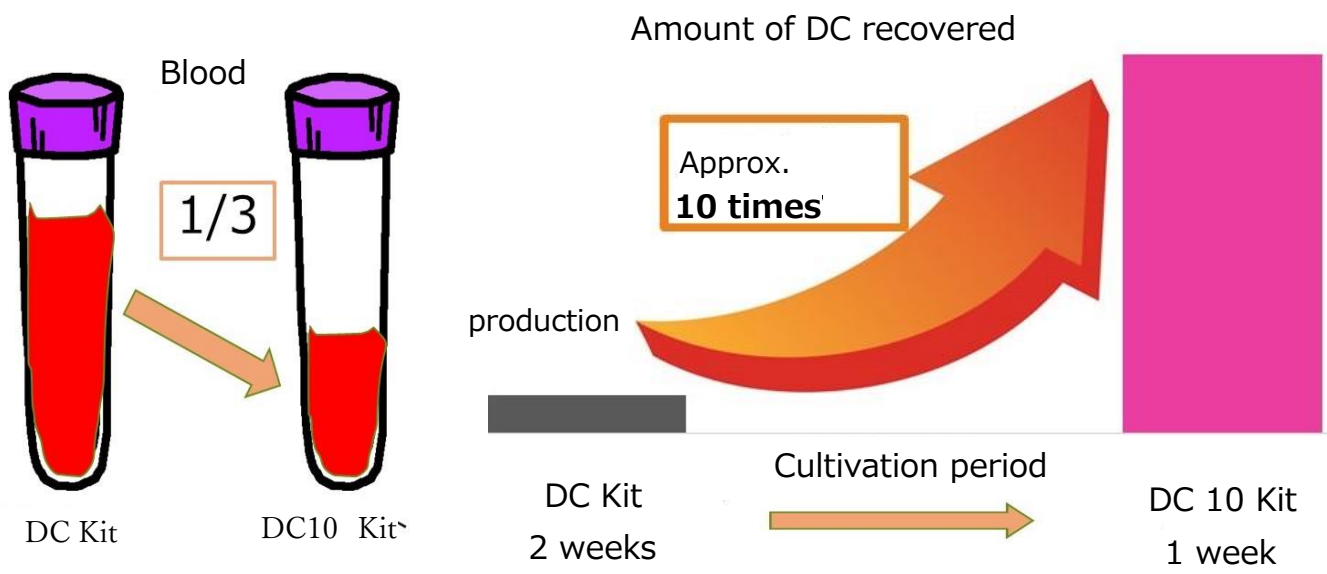 Blood
1/3
DC Kit
DC10 Kit
Amount of DC recovered
Approx.
10 times
production
Cultivation period
DC Kit
2 weeks
DC 10 Kit
1 week